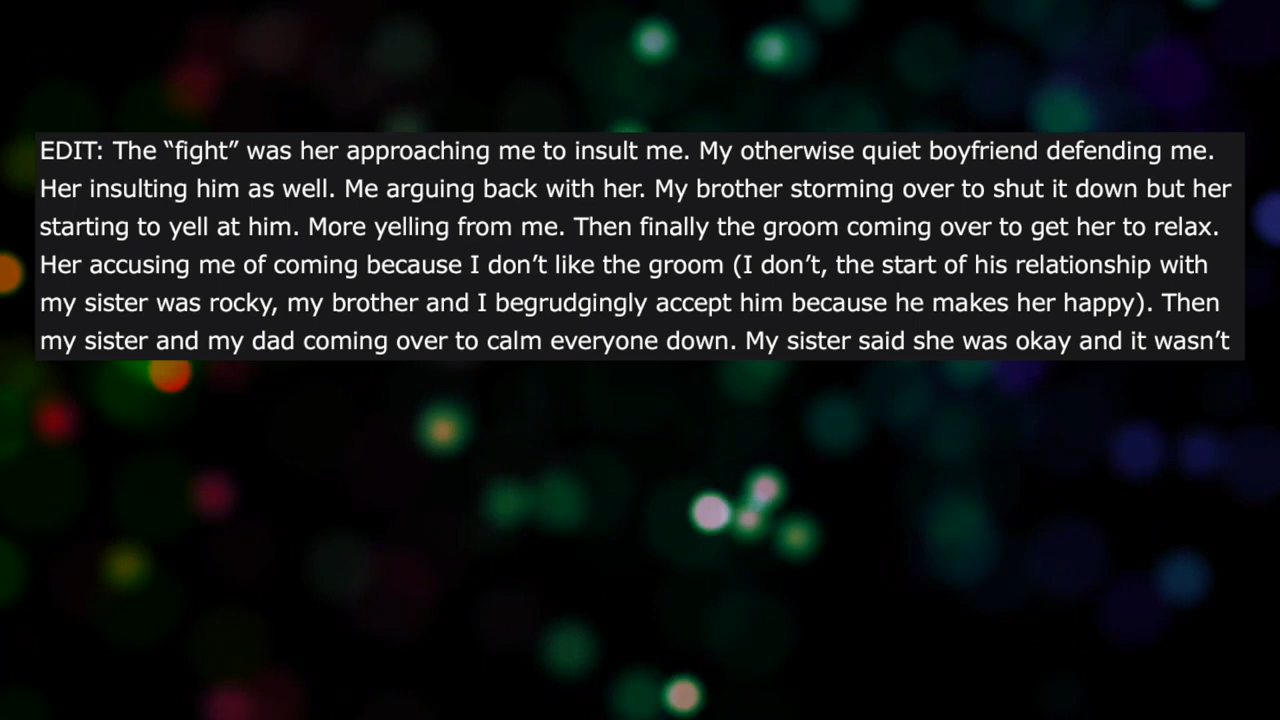 EDIT: The “fight” was her approaching me to insult me. My otherwise quiet boyfriend defending me.
Her insulting him as well. Me arguing back with her. My brother storming over to shut it down but her
starting to yell at him. More yelling from me. Then finally the groom coming over to get her to relax.
Her accusing me of coming because I don’t like the groom (I don’t, the start of his relationship with
my sister was rocky, my brother and I begrudgingly accept him because he makes her happy). Then
my sister and my dad coming over to calm everyone down. My sister said she was okay and it wasn’t